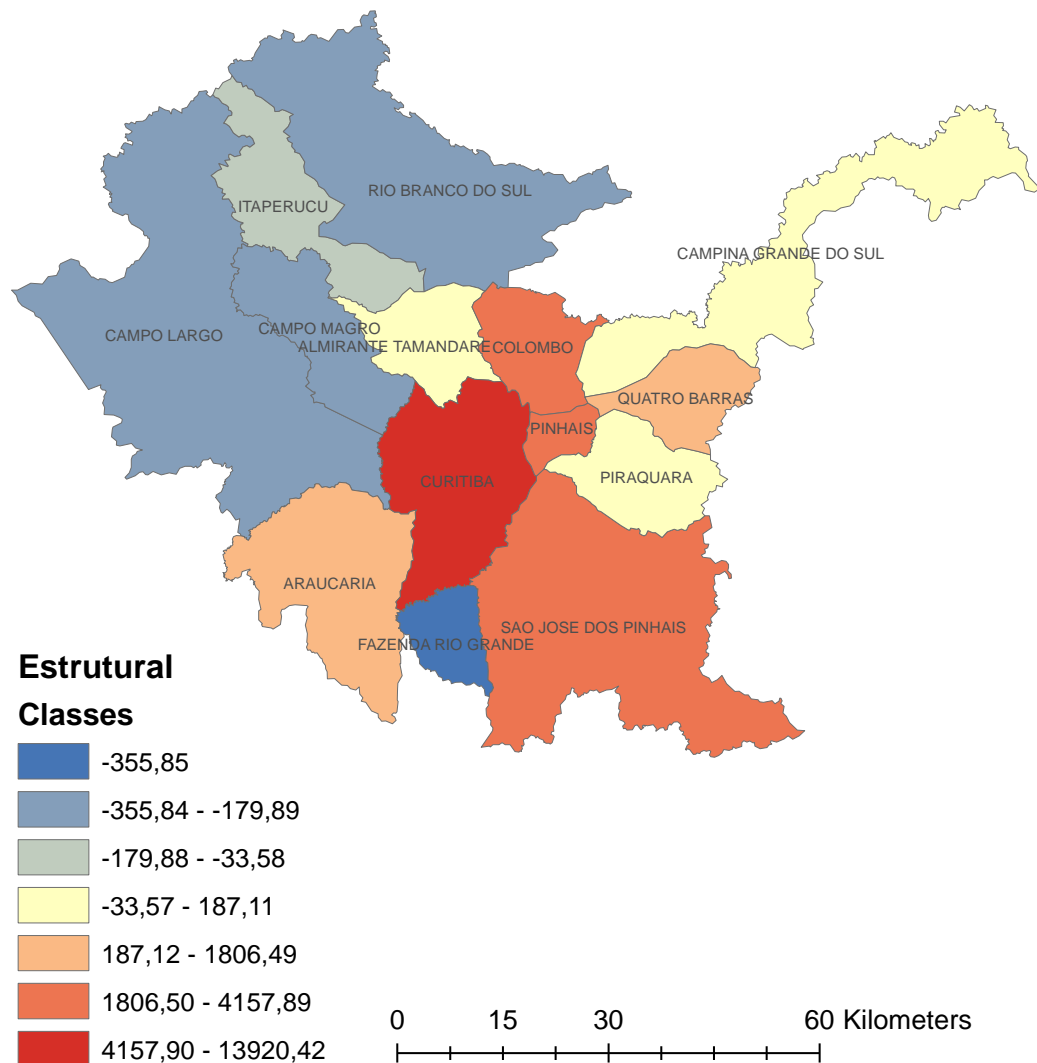 RIO BRANCO DO SUL
ITAPERUCU
CAMPINA GRANDE DO SUL
CAMPO LARGO
CAMPO MAGRO
ALMIRANTE TAMANDARE
COLOMBO
QUATRO BARRAS
PINHAIS
CURITIBA
PIRAQUARA
ARAUCARIA
SAO JOSE DOS PINHAIS
FAZENDA RIO GRANDE
Estrutural
Classes
-355,85
-355,84 - -179,89
-179,88 - -33,58
-33,57 - 187,11
187,12 - 1806,49
1806,50 - 4157,89
4157,90 - 13920,42
0 15 30 60 Kilometers